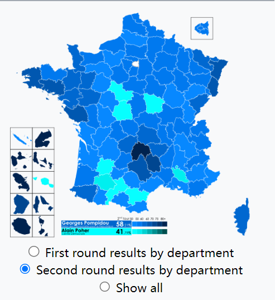 Georges Pompidou 58
Alain Poher 41
First round results by department
Second round results by department
Show all